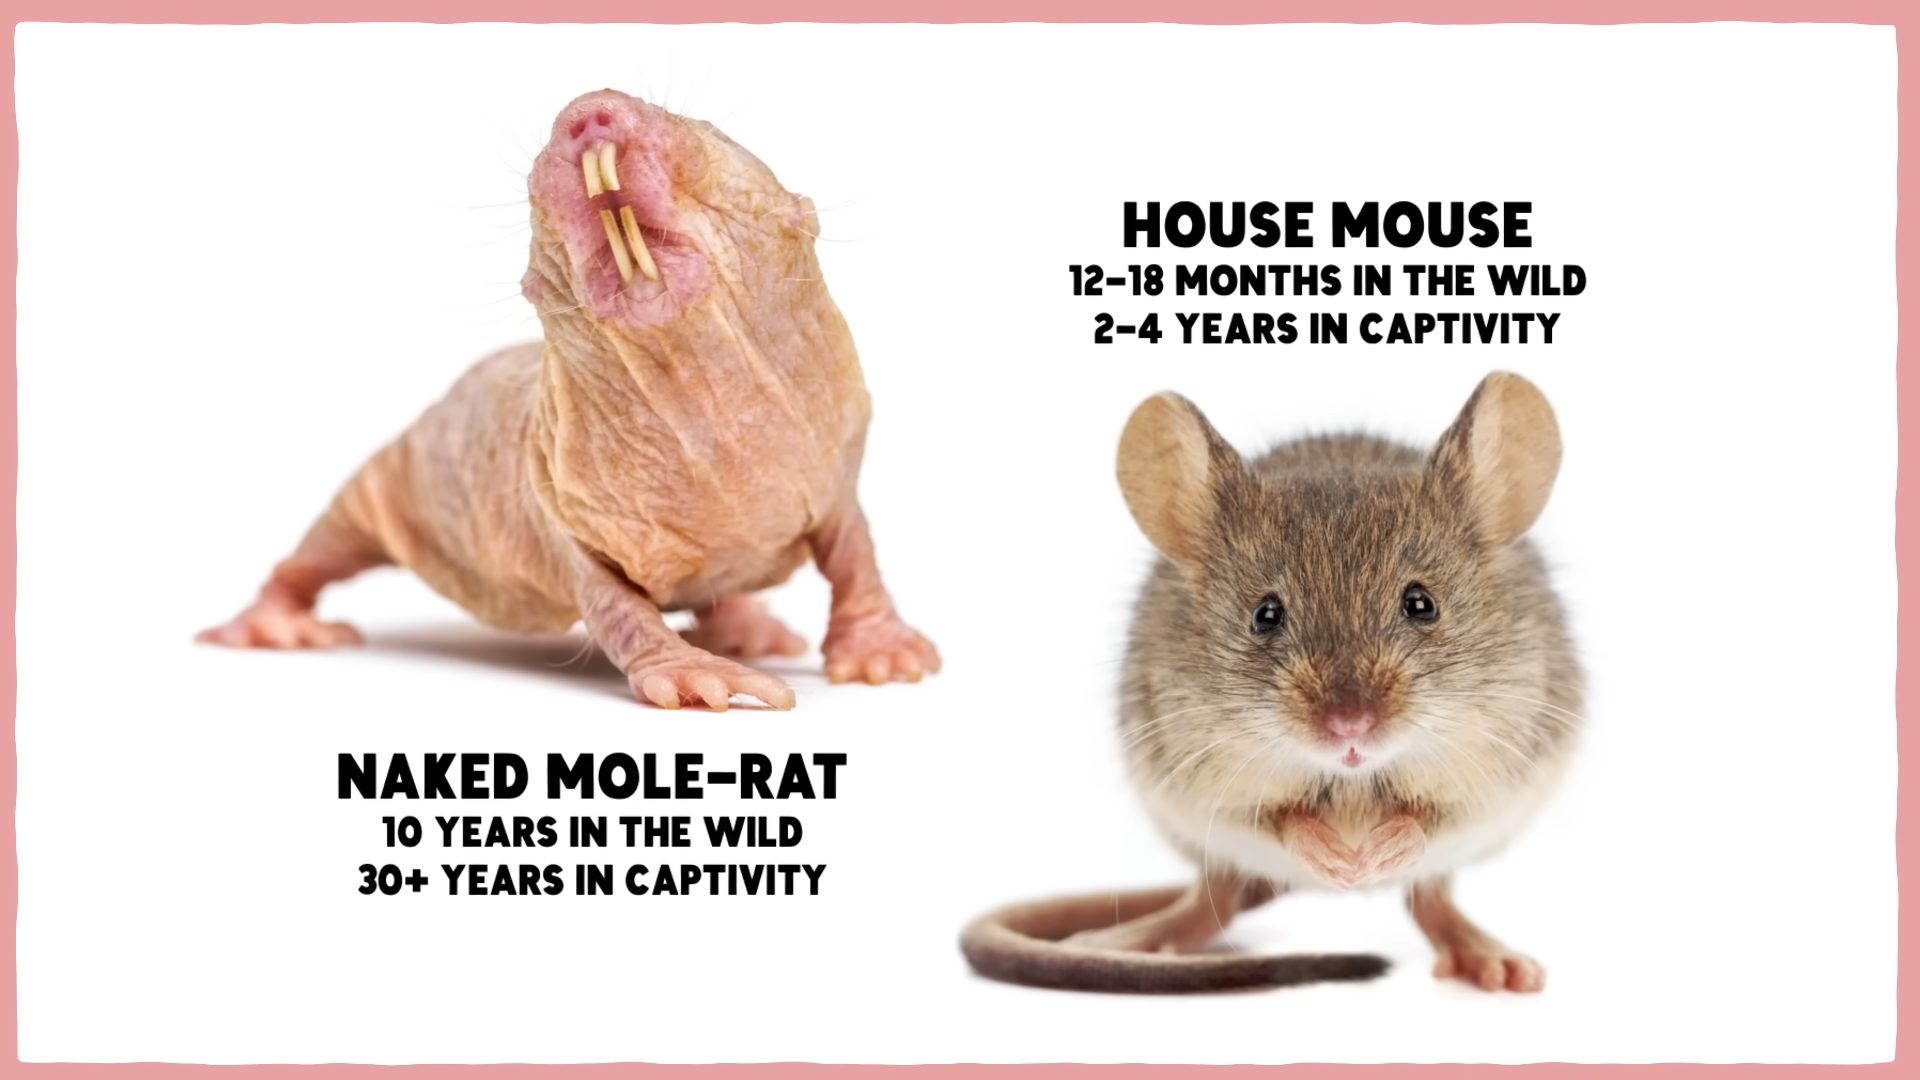 HOUSE MOUSE
12-18 MONTHS IN THE WILD
2-4 YEARS IN CAPTIVITY
NAKED MOLE-RAT
10 YEARS IN THE WILD
30+ YEARS IN CAPTIVITY